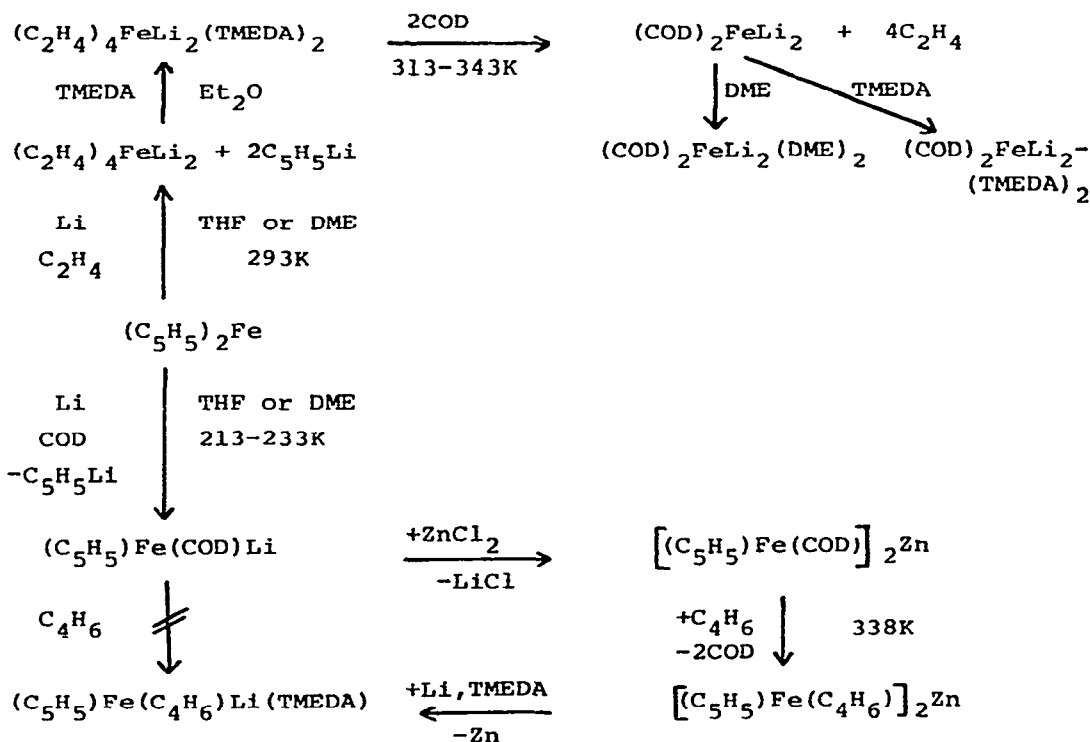 (C2H4)4FeLi2(TMEDA)2
2COD
313-343K
(COD)2FeLi2 + 4C2H4
TMEDA Et2O
DME TMEDA
(C2H4)4FeLi2 + 2C5H5Li
(COD)2FeLi2(DME)2 (COD)2FeLi2-
(TMEDA)2
Li THF or DME
C2H4 293K
(C5H5)2Fe
Li THF or DME
COD 213-233K
-C5H5Li
(C5H5)Fe(COD)Li
+ZnCl2
-LiCl
[(C5H5)Fe(COD)]2Zn
C4H6
+C4H6 338K
-2COD
(C5H5)Fe(C4H6)Li(TMEDA)
+Li,TMEDA
-Zn
[(C5H5)Fe(C4H6)]2Zn